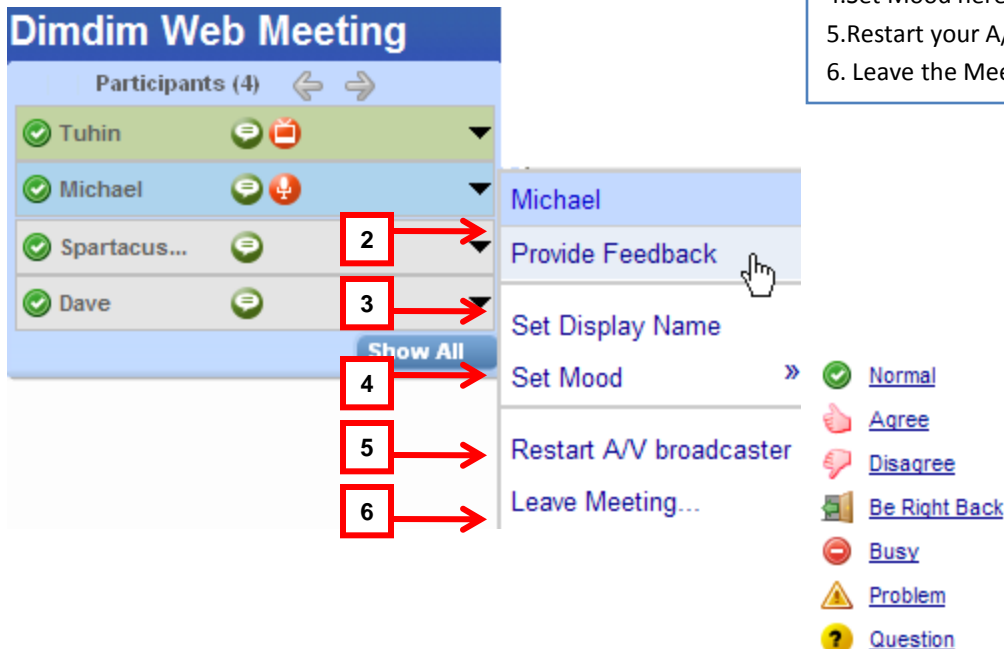 Dimdim Web Meeting
Participants (4)
Tuhin
Michael
Spartacus...
Dave
Show All
2
3
4
5
6
Michael
Provide Feedback
Set Display Name
Set Mood »
Restart A/V broadcaster
Leave Meeting...
Normal
Agree
Disagree
Be Right Back
Busy
Problem
? Question
5.Restart your A/
6. Leave the Mee